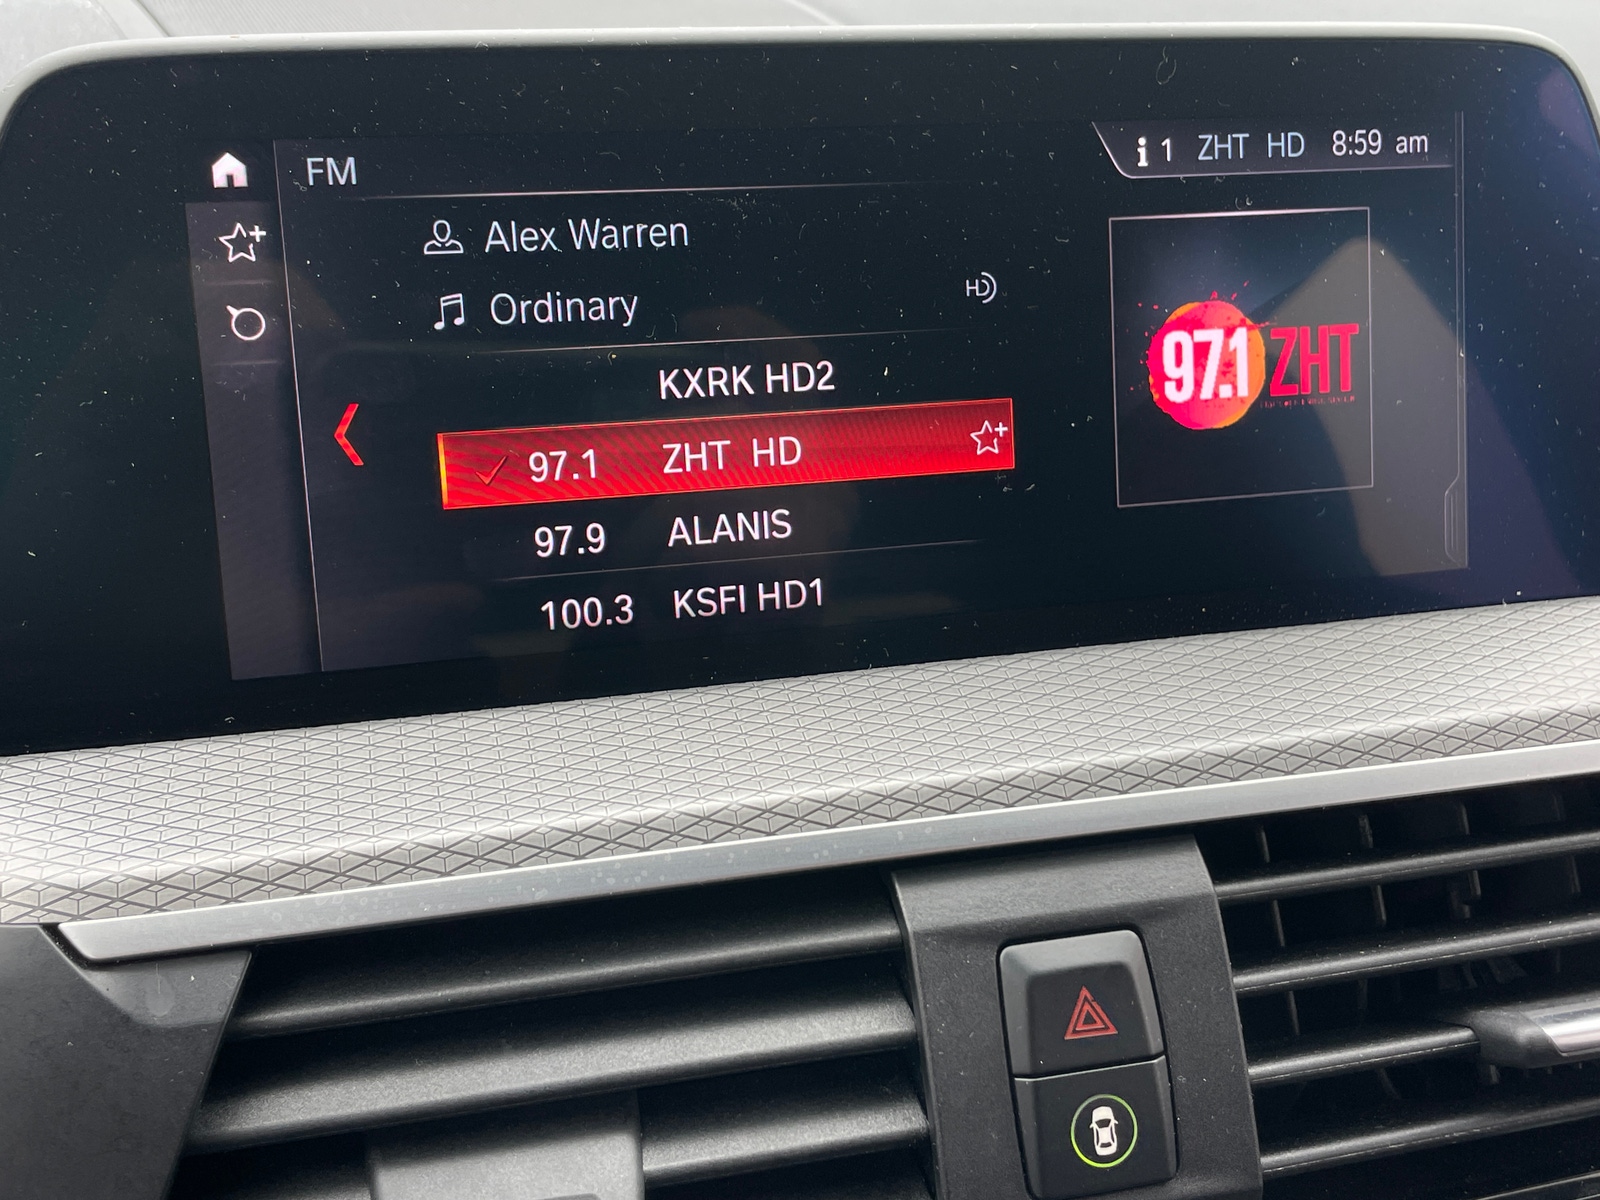 FM
i 1 ZHT HD 8:59 am
Alex Warren
Ordinary
HD
KXRK HD2
97.1 ZHT HD
97.9 ALANIS
100.3 KSFI HD1
97.1 ZHT